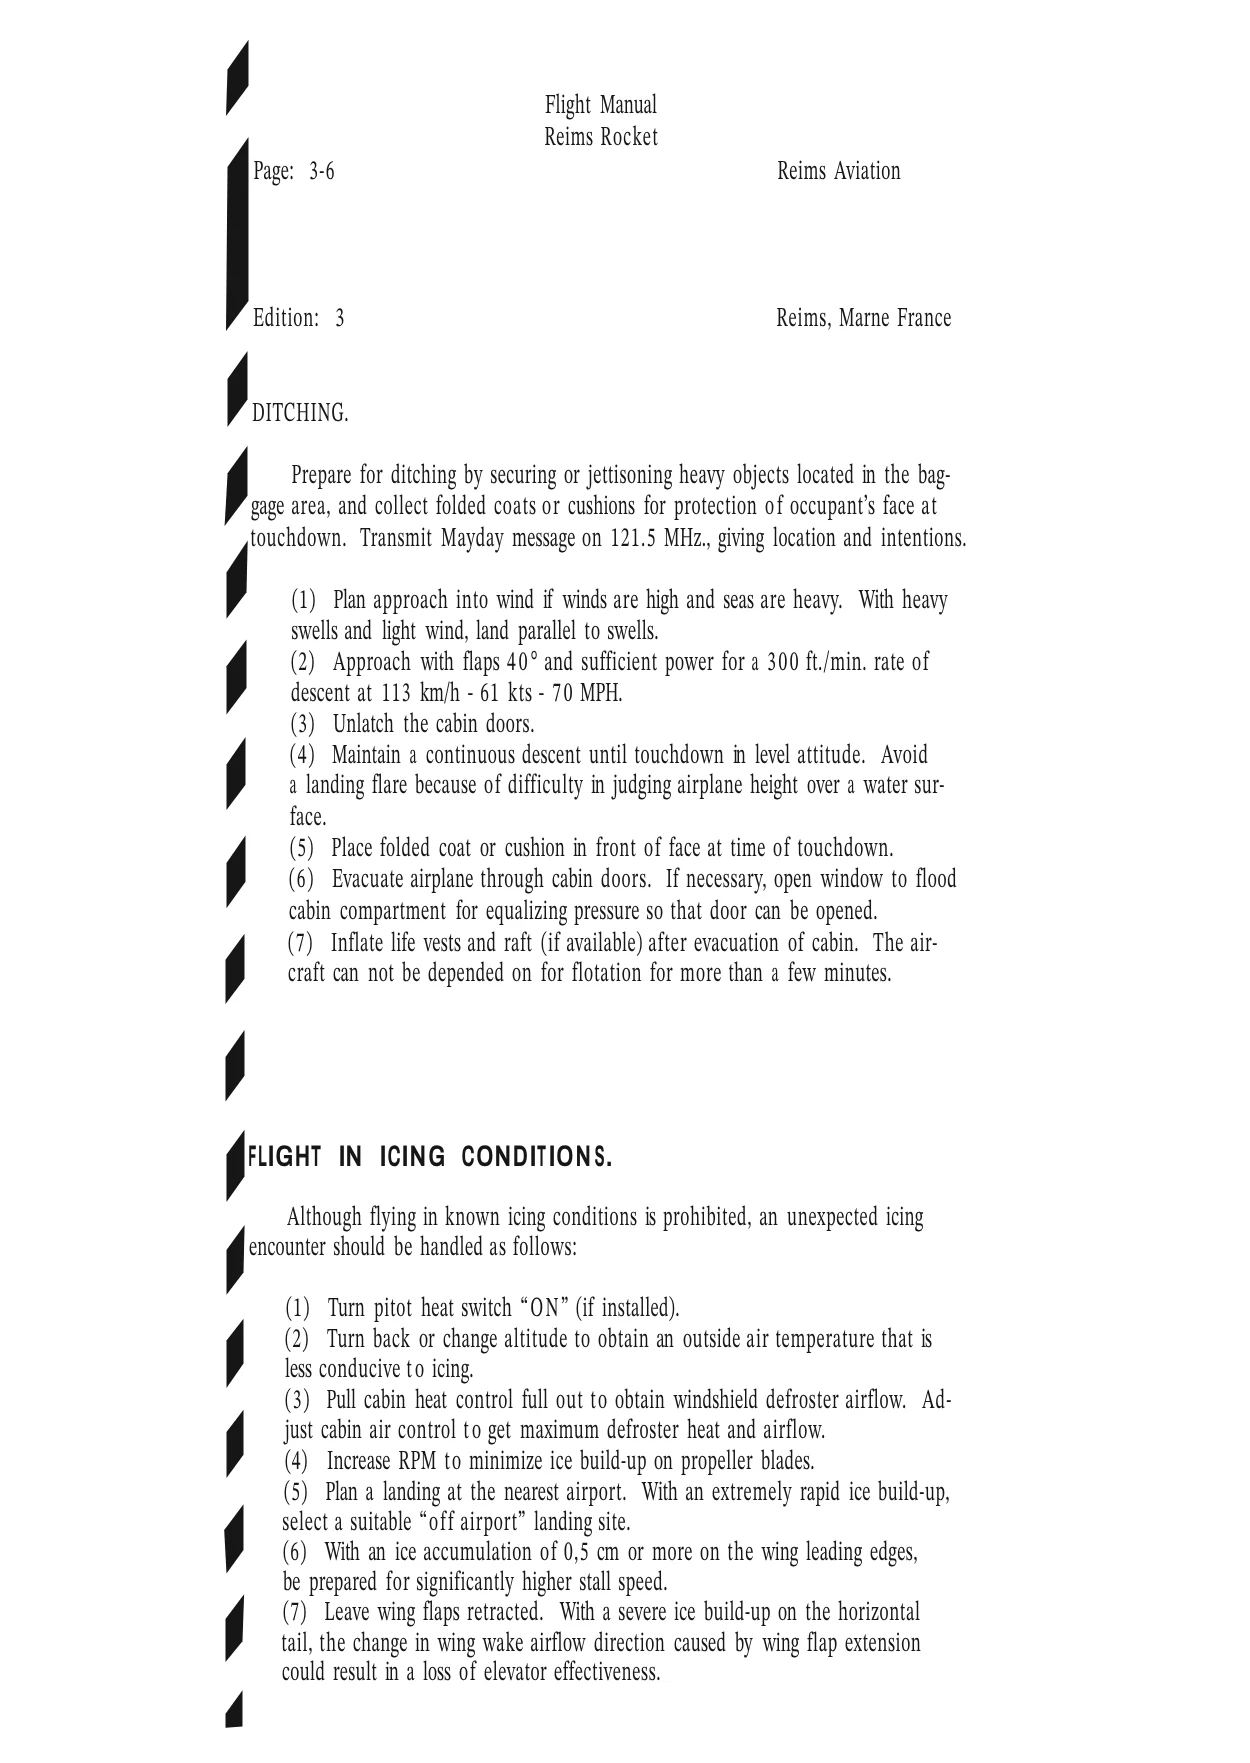 Flight Manual
Reims Rocket
Page: 3-6 Reims Aviation
Edition: 3 Reims, Marne France
DITCHING.
Prepare for ditching by securing or jettisoning heavy objects located in the bag-
gage area, and collect folded coats or cushions for protection of occupant's face at
touchdown. Transmit Mayday message on 121.5 MHz., giving location and intentions.
(1) Plan approach into wind if winds are high and seas are heavy. With heavy
swells and light wind, land parallel to swells.
(2) Approach with flaps 40° and sufficient power for a 300 ft./min. rate of
descent at 113 km/h - 61 kts - 70 MPH.
(3) Unlatch the cabin doors.
(4) Maintain a continuous descent until touchdown in level attitude. Avoid
a landing flare because of difficulty in judging airplane height over a water sur-
face.
(5) Place folded coat or cushion in front of face at time of touchdown.
(6) Evacuate airplane through cabin doors. If necessary, open window to flood
cabin compartment for equalizing pressure so that door can be opened.
(7) Inflate life vests and raft (if available) after evacuation of cabin. The air-
craft can not be depended on for flotation for more than a few minutes.
FLIGHT IN ICING CONDITIONS.
Although flying in known icing conditions is prohibited, an unexpected icing
encounter should be handled as follows:
(1) Turn pitot heat switch “ON” (if installed).
(2) Turn back or change altitude to obtain an outside air temperature that is
less conducive to icing.
(3) Pull cabin heat control full out to obtain windshield defroster airflow. Ad-
just cabin air control to get maximum defroster heat and airflow.
(4) Increase RPM to minimize ice build-up on propeller blades.
(5) Plan a landing at the nearest airport. With an extremely rapid ice build-up,
select a suitable “off airport” landing site.
(6) With an ice accumulation of 0,5 cm or more on the wing leading edges,
be prepared for significantly higher stall speed.
(7) Leave wing flaps retracted. With a severe ice build-up on the horizontal
tail, the change in wing wake airflow direction caused by wing flap extension
could result in a loss of elevator effectiveness.